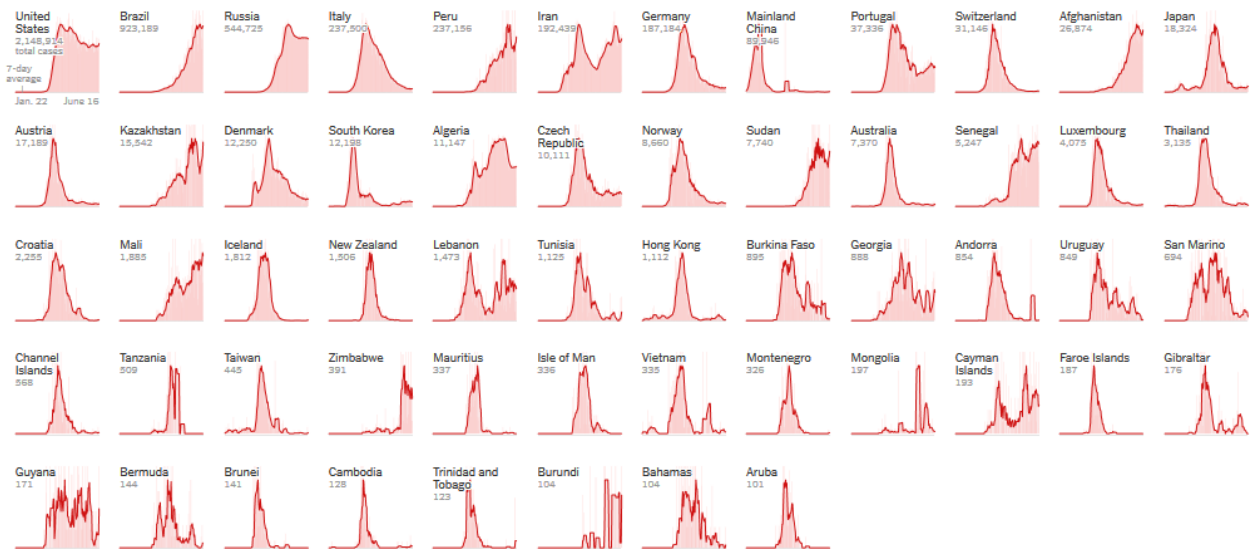 United
States
2,148,914
total cases
7-day
average
Jan. 22 June 16
Brazil
923,189
Russia
544,725
Italy
237,500
Peru
237,156
Iran
192,439
Germany
187,184
Mainland
China
89,946
Portugal
37,336
Switzerland
31,146
Afghanistan
26,874
Japan
18,324
Austria
17,189
Kazakhstan
15,542
Denmark
12,250
South Korea
12,198
Algeria
11,147
Czech
Republic
10,111
Norway
8,660
Sudan
7,740
Australia
7,370
Senegal
5,247
Luxembourg
4,075
Thailand
3,135
Croatia
2,255
Mali
1,885
Iceland
1,812
New Zealand
1,506
Lebanon
1,473
Tunisia
1,125
Hong Kong
1,112
Burkina Faso
895
Georgia
888
Andorra
854
Uruguay
849
San Marino
694
Channel
Islands
568
Tanzania
509
Taiwan
445
Zimbabwe
391
Mauritius
337
Isle of Man
336
Vietnam
335
Montenegro
326
Mongolia
197
Cayman
Islands
193
Faroe Islands
187
Gibraltar
176
Guyana
171
Bermuda
144
Brunei
141
Cambodia
128
Trinidad and
Tobago
123
Burundi
104
Bahamas
104
Aruba
101